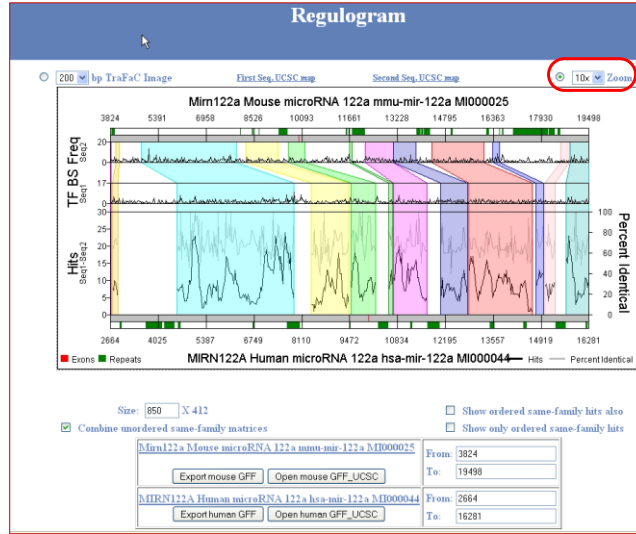 Regulogram
200 bp TraFaC Image First Seq. UCSC map Second Seq. UCSC map 10x Zoom
Mirn122a Mouse microRNA 122a mmu-mir-122a MI000025
3824 5391 6958 8526 10093 11661 13228 14795 16363 17930 19498
TF BS Freq
Seq2
Seq1
20
0
17
0
Hits
Seq1-Seq2
30
25
20
15
10
5
0
100
80
60
40
20
0
Percent Identical
2664 4025 5387 6749 8110 9472 10834 12195 13557 14919 16281
Exons Repeats MIRN122A Human microRNA 122a hsa-mir-122a MI000044 Hits Percent Identical
Size: 850 X 412 Show ordered same-family hits also
Combine unordered same-family matrices Show only ordered same-family hits
Mirn122a Mouse microRNA 122a mmu-mir-122a MI000025 From: 3824
Export mouse GFF Open mouse GFF_UCSC To: 19498
MIRN122A Human microRNA 122a hsa-mir-122a MI000044 From: 2664
Export human GFF Open human GFF_UCSC To: 16281